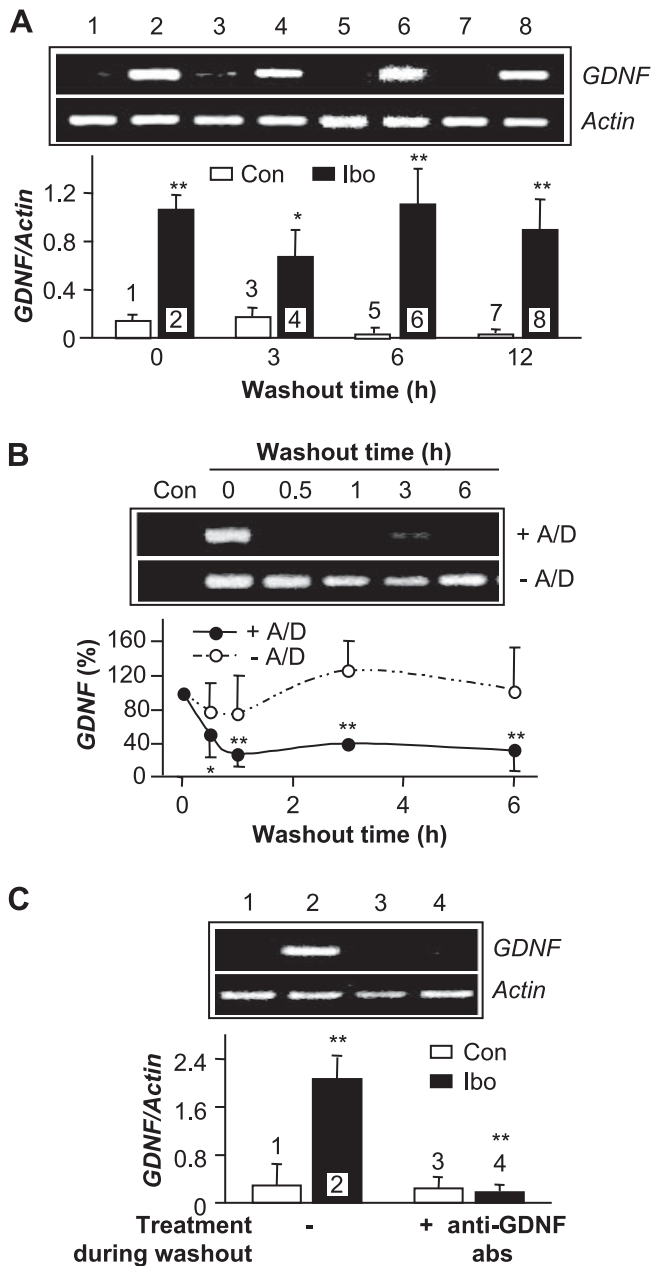 A
1 2 3 4 5 6 7 8
GDNF
Actin
Con Ibo
GDNF/Actin
1.2
0.8
0.4
0
** * ** **
1 2 3 4 5 6 7 8
0 3 6 12
Washout time (h)
B
Washout time (h)
Con 0 0.5 1 3 6
+ A/D
- A/D
+ A/D
- A/D
GDNF (%)
160
120
80
40
0
* ** ** **
0 2 4 6
Washout time (h)
C
1 2 3 4
GDNF
Actin
Con
Ibo
GDNF/Actin
2.4
1.6
0.8
0
** **
1 2 3 4
Treatment - + anti-GDNF
during washout abs